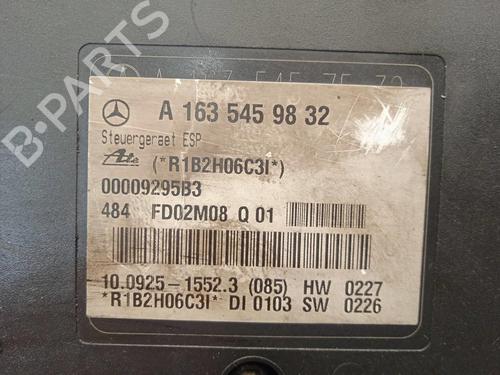 B-PARTS
A 163 545 98 32
Steuergeraet ESP
Ate (*R1B2H06C3I*)
00009295B3
484 FD02M08 Q 01
10.0925-1552.3 (085) HW 0227
*R1B2H06C3I* DI 0103 SW 0226